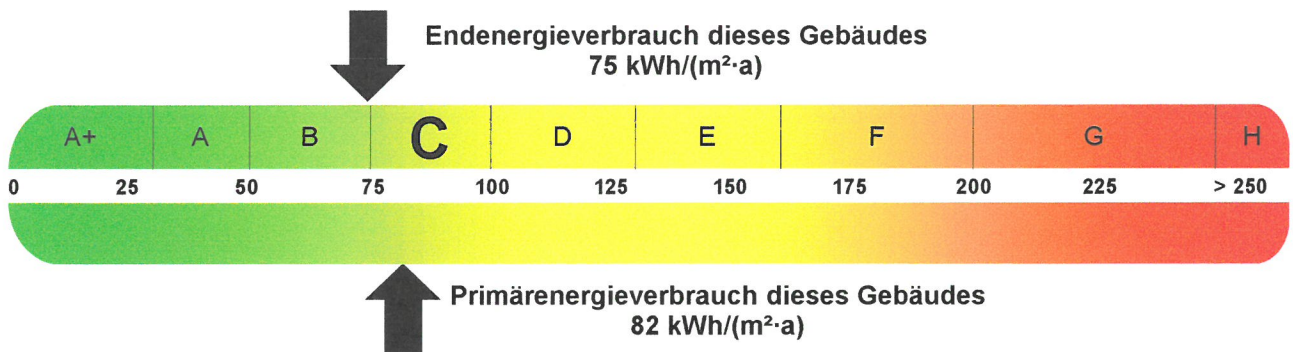 Endenergieverbrauch dieses Gebäudes
75 kWh/(m²·a)
A+ A B C D E F G H
0 25 50 75 100 125 150 175 200 225 > 250
Primärenergieverbrauch dieses Gebäudes
82 kWh/(m²·a)